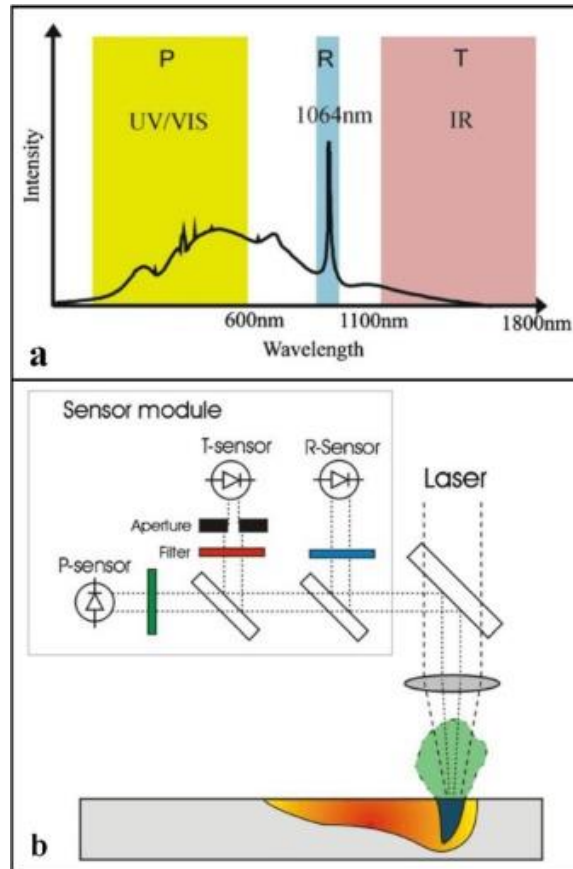 P
R
T
UV/VIS
1064nm
IR
Intensity
600nm
1100nm
1800nm
Wavelength
a
Sensor module
T-sensor
R-Sensor
Laser
Aperture
Filter
P-sensor
b